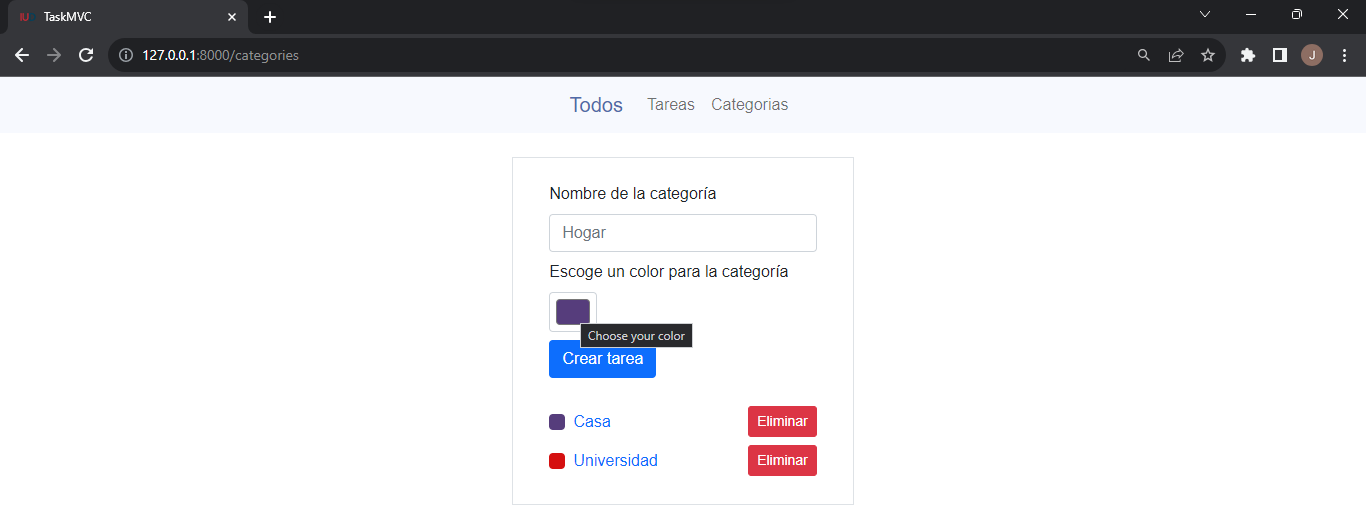 TaskMVC
127.0.0.1:8000/categories
J
Todos Tareas Categorias
Nombre de la categoría
Hogar
Escoge un color para la categoría
Choose your color
Crear tarea
Casa Eliminar
Universidad Eliminar